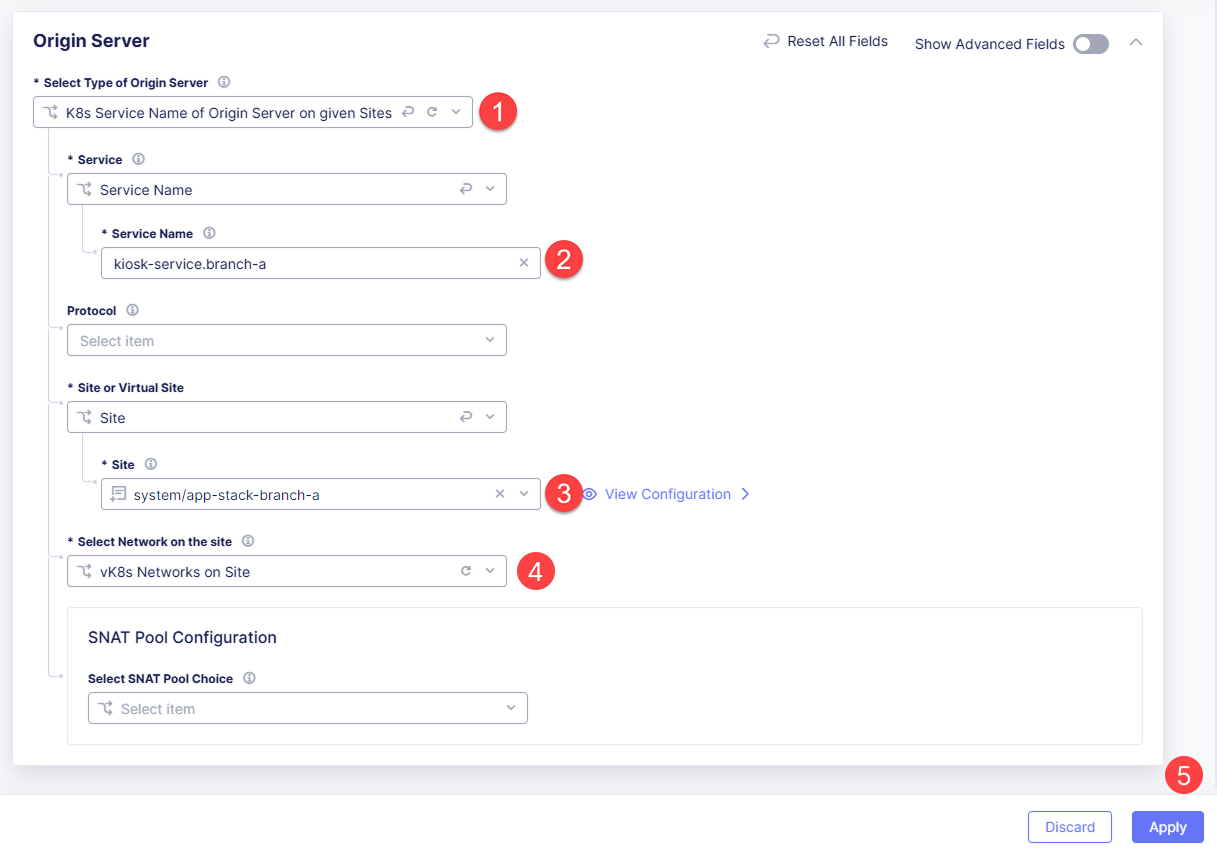 Origin Server
Reset All Fields
Show Advanced Fields
* Select Type of Origin Server
K8s Service Name of Origin Server on given Sites
1
* Service
Service Name
* Service Name
kiosk-service.branch-a
2
Protocol
Select item
* Site or Virtual Site
Site
* Site
system/app-stack-branch-a
3
View Configuration
* Select Network on the site
vK8s Networks on Site
4
SNAT Pool Configuration
Select SNAT Pool Choice
Select item
5
Discard
Apply